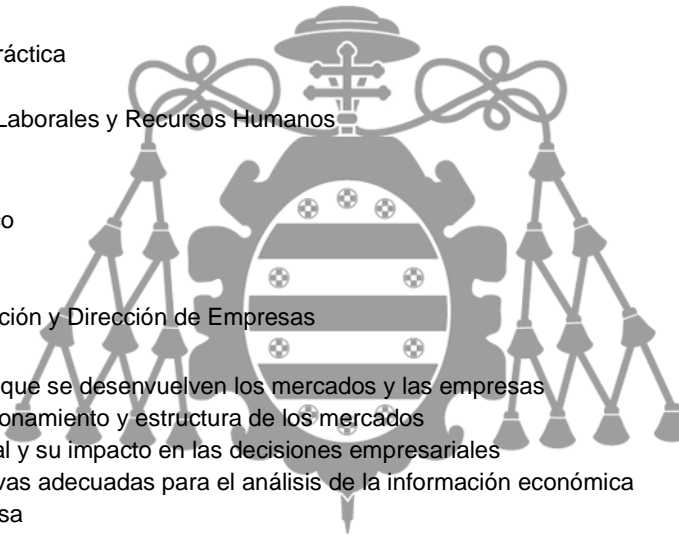 ráctica
Laborales y Recursos Humanos
o
ción y Dirección de Empresas
que se desenvuelven los mercados y las empresas
onamiento y estructura de los mercados
al y su impacto en las decisiones empresariales
vas adecuadas para el análisis de la información económica
sa